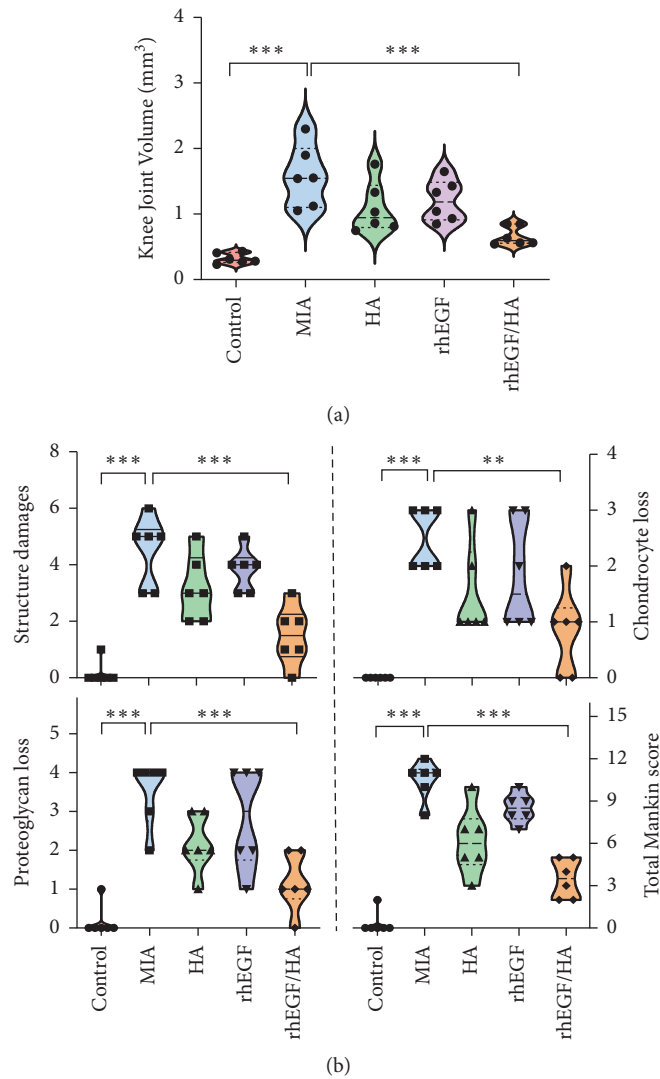 4
3
2
1
0
Knee Joint Volume (mm³)
***
***
Control
MIA
HA
rhEGF
rhEGF/HA
(a)
8
6
4
2
0
Structure damages
***
***
***
**
4
3
2
1
0
Chondrocyte loss
5
4
3
2
1
0
Proteoglycan loss
***
***
Control
MIA
HA
rhEGF
rhEGF/HA
***
***
15
12
9
6
3
0
Total Mankin score
Control
MIA
HA
rhEGF
rhEGF/HA
(b)